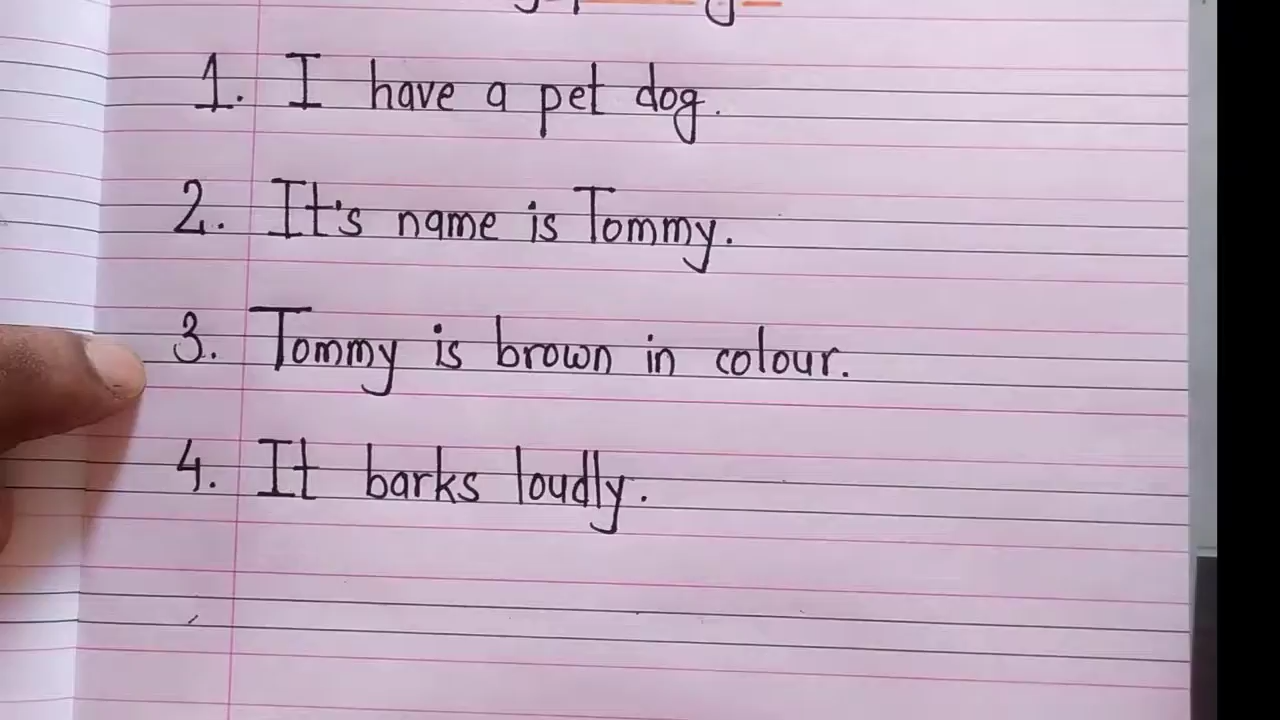 1. I have a pet dog.
2. It's name is Tommy.
3. Tommy is brown in colour.
4. It barks loudly.